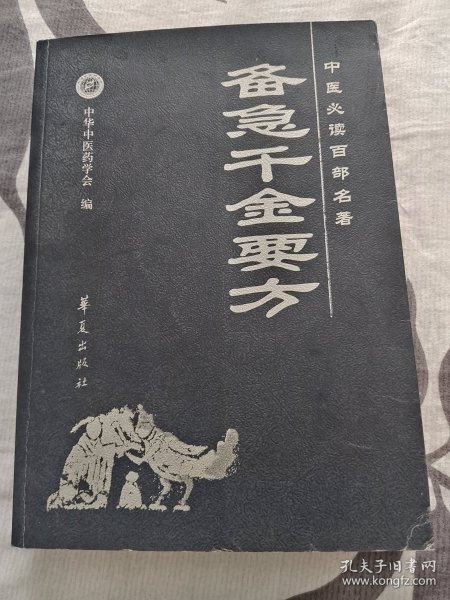 中医必读百部名著
备急千金要方
中华中医药学会 编
華夏出版社
孔夫子旧书网
www.kongfz.com